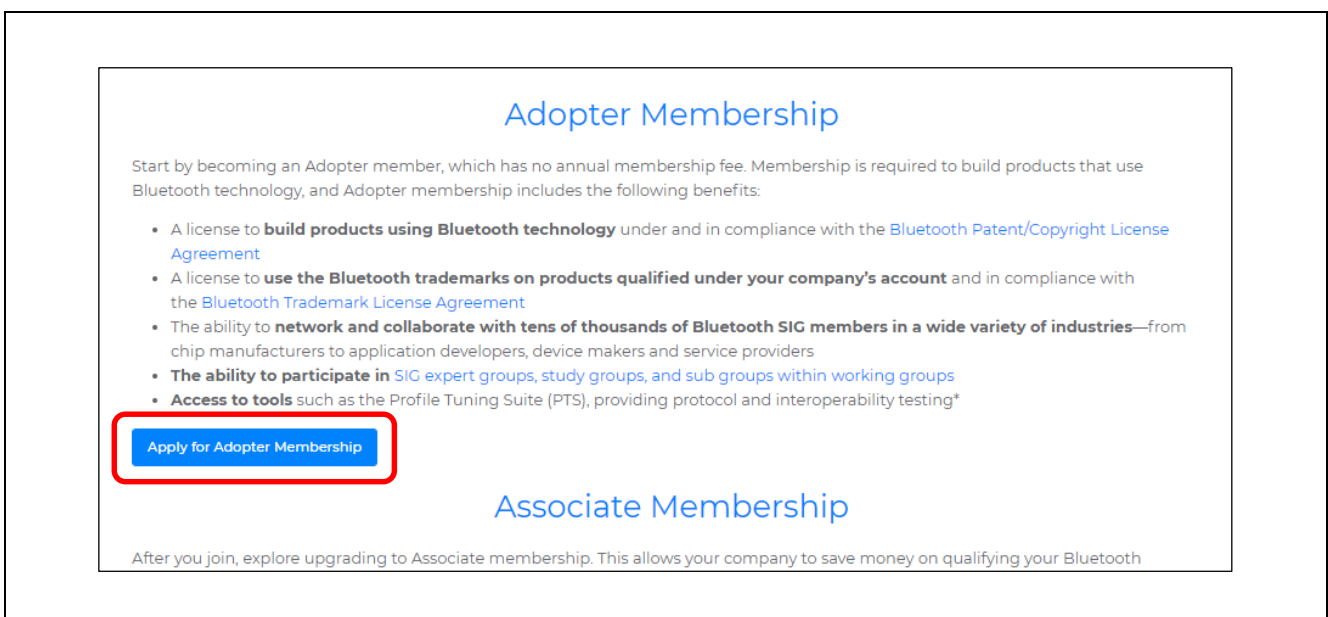 Adopter Membership
Start by becoming an Adopter member, which has no annual membership fee. Membership is required to build products that use
Bluetooth technology, and Adopter membership includes the following benefits:
• A license to build products using Bluetooth technology under and in compliance with the Bluetooth Patent/Copyright License
Agreement
• A license to use the Bluetooth trademarks on products qualified under your company’s account and in compliance with
the Bluetooth Trademark License Agreement
• The ability to network and collaborate with tens of thousands of Bluetooth SIG members in a wide variety of industries—from
chip manufacturers to application developers, device makers and service providers
• The ability to participate in SIG expert groups, study groups, and sub groups within working groups
• Access to tools such as the Profile Tuning Suite (PTS), providing protocol and interoperability testing*
Apply for Adopter Membership
Associate Membership
After you join, explore upgrading to Associate membership. This allows your company to save money on qualifying your Bluetooth